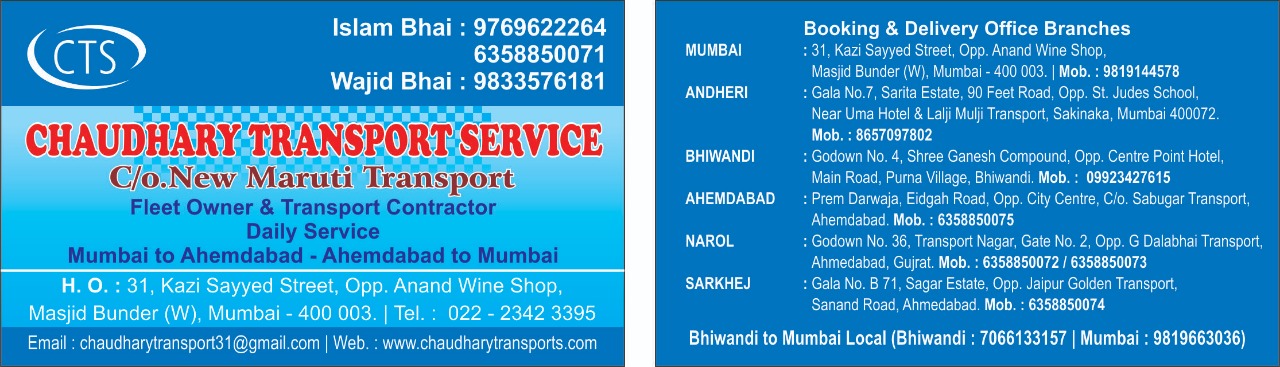 CTS
Islam Bhai : 9769622264
6358850071
Wajid Bhai : 9833576181
CHAUDHARY TRANSPORT SERVICE
C/o.New Maruti Transport
Fleet Owner & Transport Contractor
Daily Service
Mumbai to Ahemdabad - Ahemdabad to Mumbai
H. O. : 31, Kazi Sayyed Street, Opp. Anand Wine Shop,
Masjid Bunder (W), Mumbai - 400 003. | Tel. : 022 - 2342 3395
Email : chaudharytransport31@gmail.com | Web. : www.chaudharytransports.com
Booking & Delivery Office Branches
MUMBAI : 31, Kazi Sayyed Street, Opp. Anand Wine Shop,
Masjid Bunder (W), Mumbai - 400 003. | Mob. : 9819144578
ANDHERI : Gala No.7, Sarita Estate, 90 Feet Road, Opp. St. Judes School,
Near Uma Hotel & Lalji Mulji Transport, Sakinaka, Mumbai 400072.
Mob. : 8657097802
BHIWANDI : Godown No. 4, Shree Ganesh Compound, Opp. Centre Point Hotel,
Main Road, Purna Village, Bhiwandi. Mob. : 09923427615
AHEMDABAD : Prem Darwaja, Eidgah Road, Opp. City Centre, C/o. Sabugar Transport,
Ahemdabad. Mob. : 6358850075
NAROL : Godown No. 36, Transport Nagar, Gate No. 2, Opp. G Dalabhai Transport,
Ahmedabad, Gujrat. Mob. : 6358850072 / 6358850073
SARKHEJ : Gala No. B 71, Sagar Estate, Opp. Jaipur Golden Transport,
Sanand Road, Ahmedabad. Mob. : 6358850074
Bhiwandi to Mumbai Local (Bhiwandi : 7066133157 | Mumbai : 9819663036)